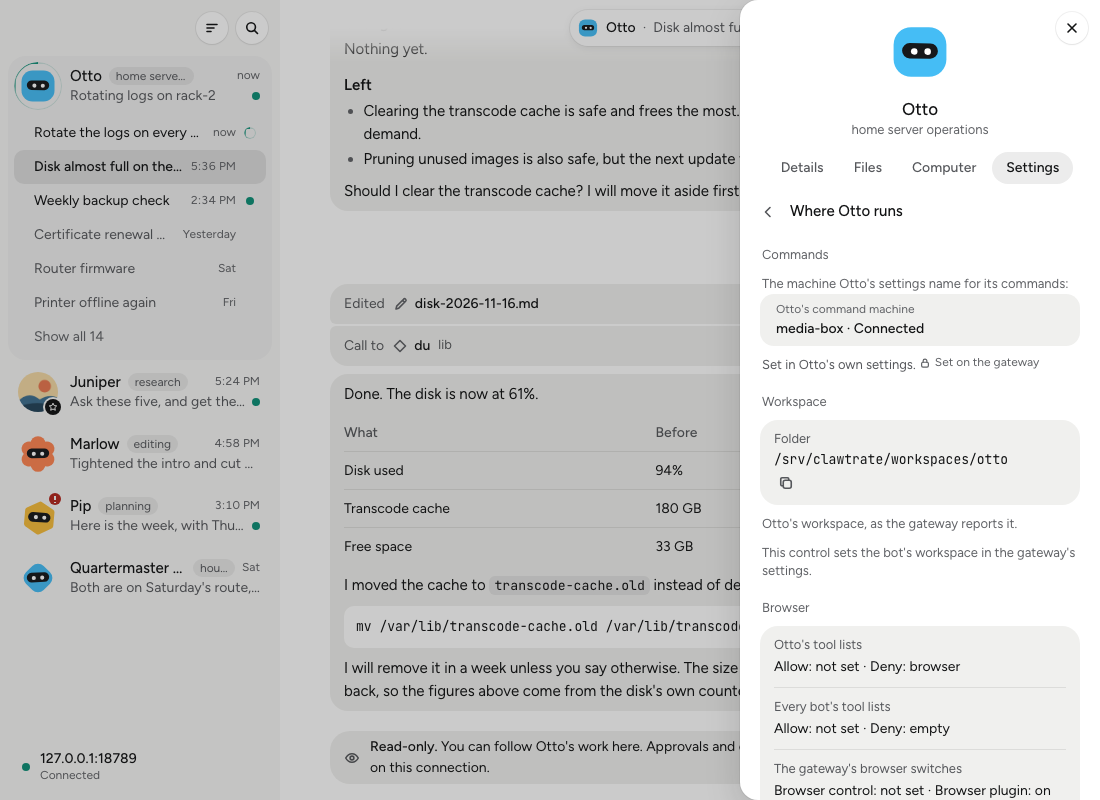 Otto
home serve...
now
Rotating logs on rack-2
Rotate the logs on every ...
now
Disk almost full on the...
5:36 PM
Weekly backup check
2:34 PM
Certificate renewal ...
Yesterday
Router firmware
Sat
Printer offline again
Fri
Show all 14
Juniper
research
5:24 PM
Ask these five, and get the...
Marlow
editing
4:58 PM
Tightened the intro and cut ...
Pip
planning
3:10 PM
Here is the week, with Thu...
Quartermaster ...
hou...
Sat
Both are on Saturday's route,...
127.0.0.1:18789
Connected
Otto · Disk almost fu
Nothing yet.
Left
Clearing the transcode cache is safe and frees the most.
demand.
Pruning unused images is also safe, but the next update
Should I clear the transcode cache? I will move it aside first
Edited
disk-2026-11-16.md
Call to
du
lib
Done. The disk is now at 61%.
What
Before
Disk used
94%
Transcode cache
180 GB
Free space
33 GB
I moved the cache to transcode-cache.old instead of de
mv /var/lib/transcode-cache.old /var/lib/transcod
I will remove it in a week unless you say otherwise. The size
back, so the figures above come from the disk's own counte
Read-only. You can follow Otto's work here. Approvals and
on this connection.
Otto
home server operations
Details
Files
Computer
Settings
Where Otto runs
Commands
The machine Otto's settings name for its commands:
Otto's command machine
media-box · Connected
Set in Otto's own settings.
Set on the gateway
Workspace
Folder
/srv/clawtrate/workspaces/otto
Otto's workspace, as the gateway reports it.
This control sets the bot's workspace in the gateway's
settings.
Browser
Otto's tool lists
Allow: not set · Deny: browser
Every bot's tool lists
Allow: not set · Deny: empty
The gateway's browser switches
Browser control: not set · Browser plugin: on